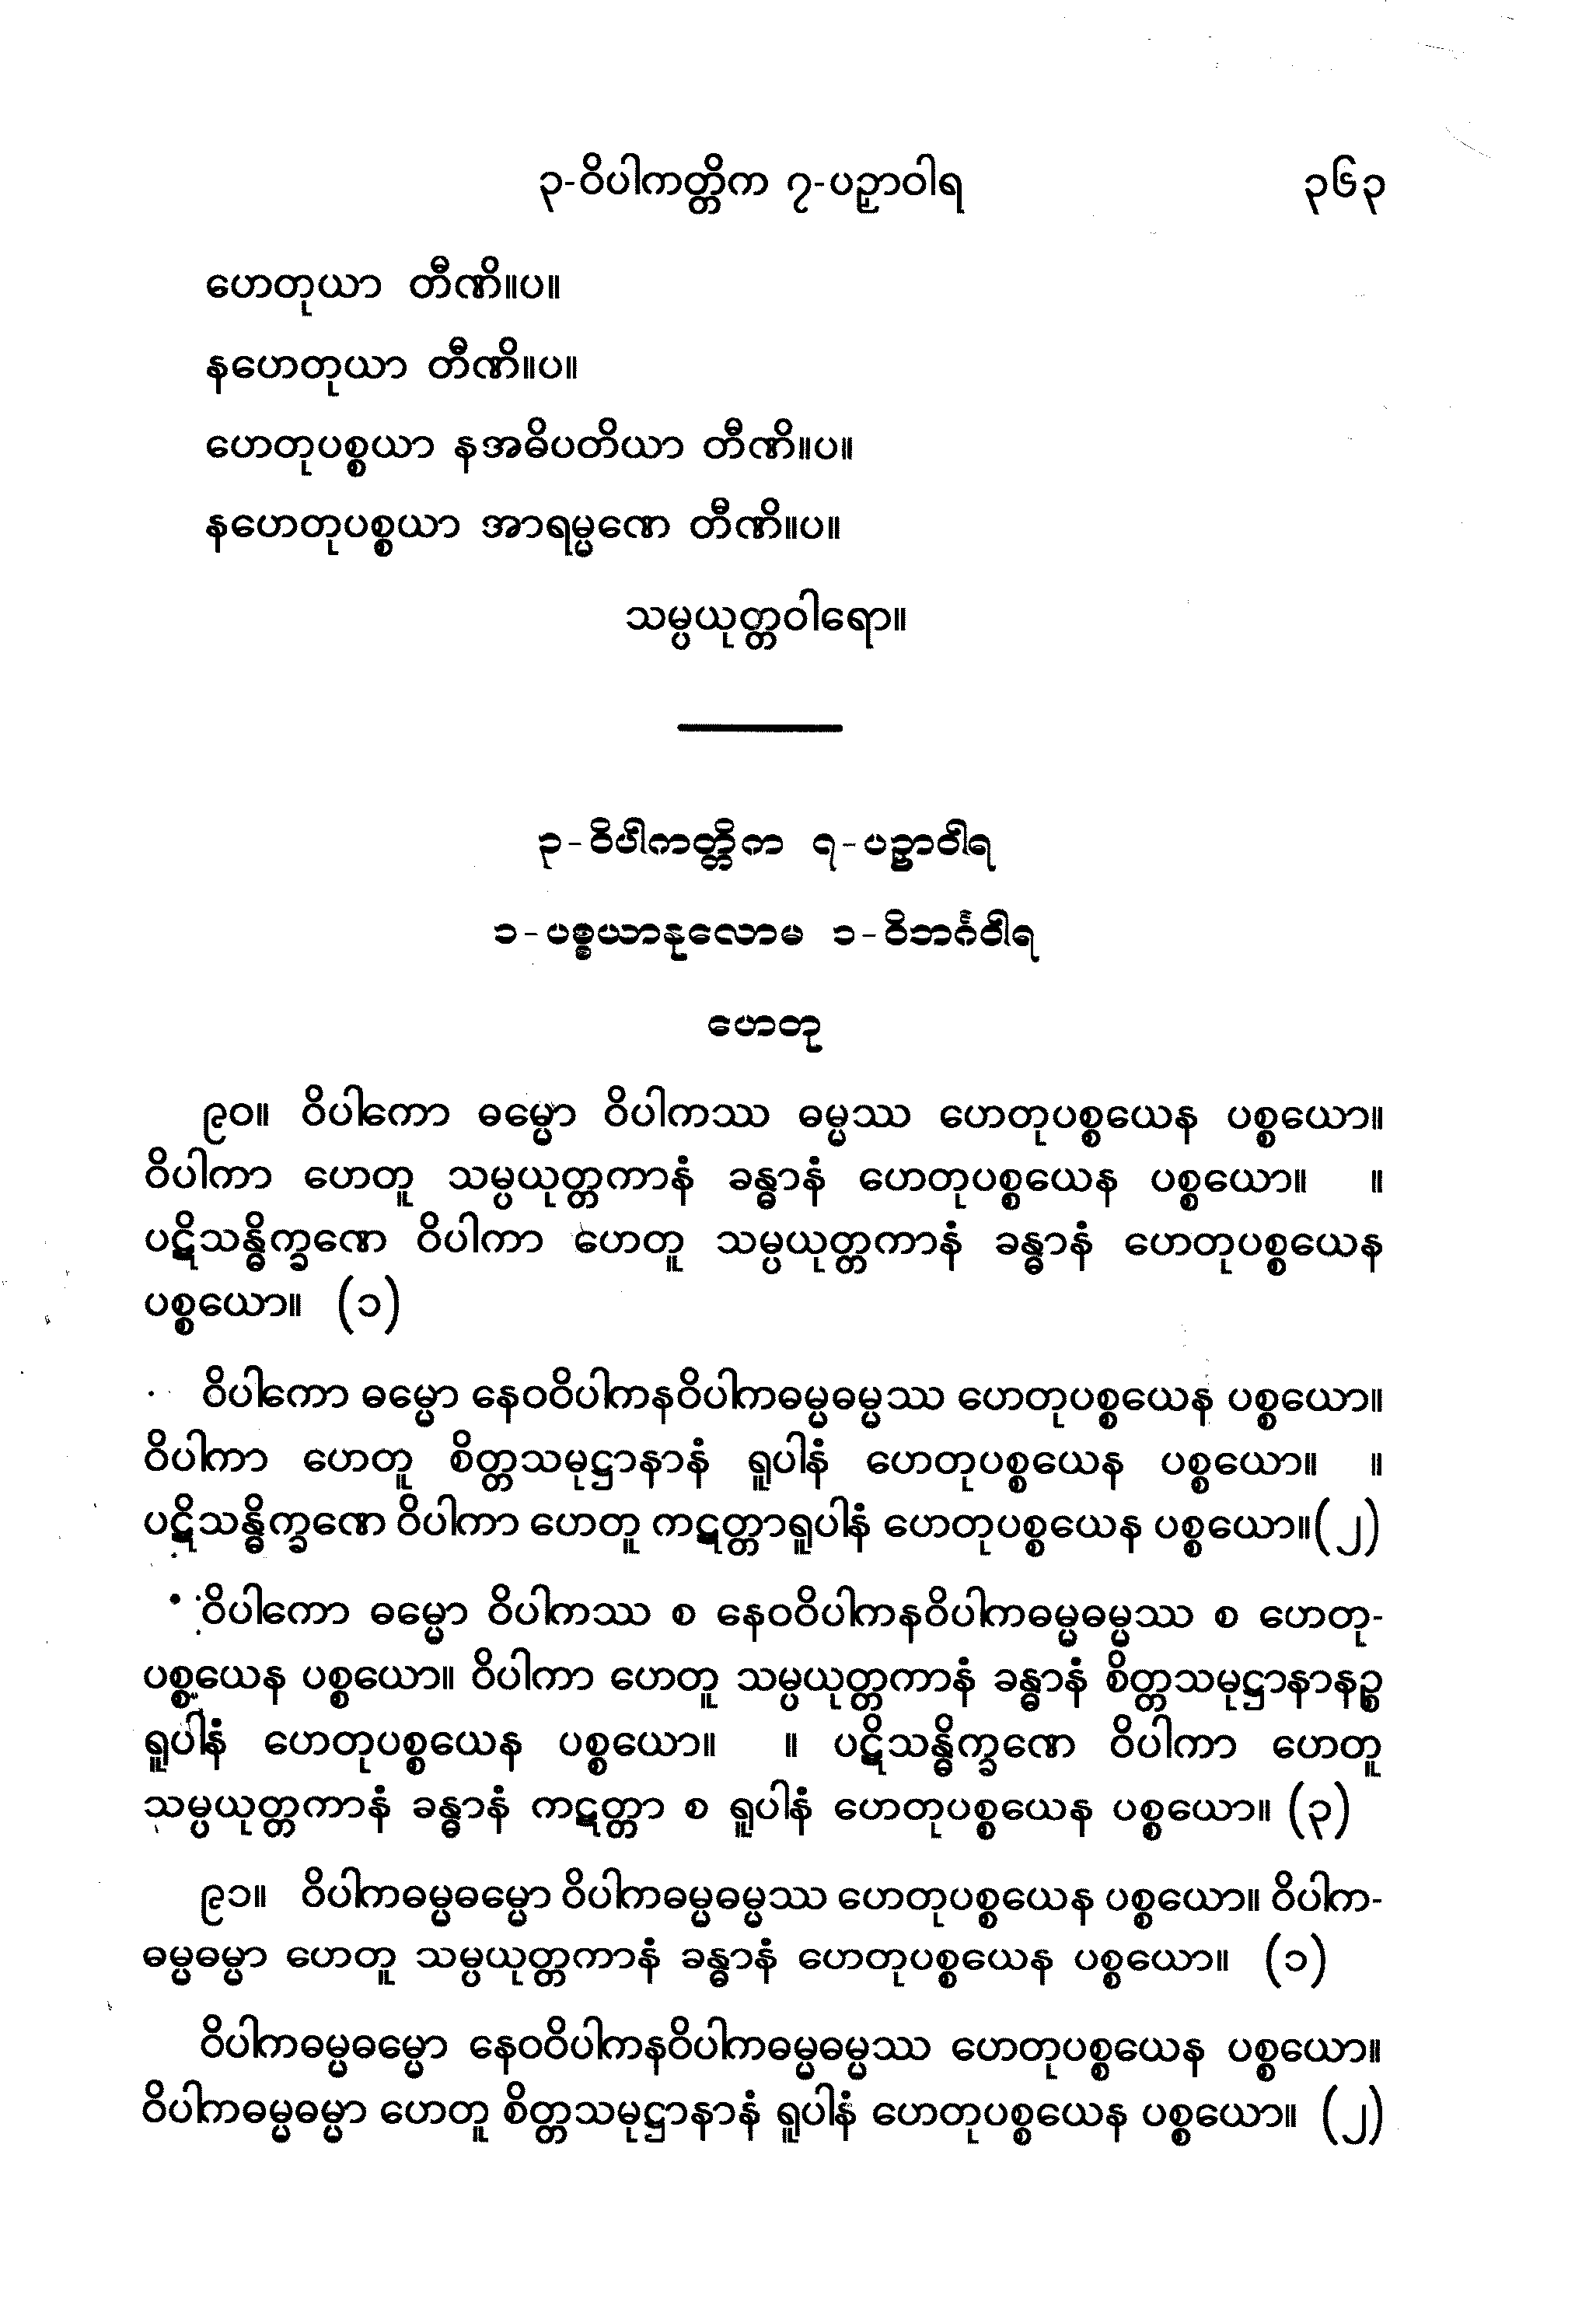 ၃-ဝိပါကတ္တိက ၇-ပဉှာဝါရ ၃၆၃
ဟေတုယာ တီဏိ။ပ။
နဟေတုယာ တီဏိ။ပ။
ဟေတုပစ္စယာ နအဓိပတိယာ တီဏိ။ပ။
နဟေတုပစ္စယာ အာရမ္မဏေ တီဏိ။ပ။
သမ္ပယုတ္တဝါရော။
၃-ဝိပါကတ္တိက ၇-ပဉှာဝါရ
၁-ပစ္စယာနုလောမ ၁-ဝိဘင်္ဂဝါရ
ဟေတု
၉၀။ ဝိပါကော ဓမ္မော ဝိပါကဿ ဓမ္မဿ ဟေတုပစ္စယေန ပစ္စယော။
ဝိပါကာ ဟေတူ သမ္ပယုတ္တကာနံ ခန္ဓာနံ ဟေတုပစ္စယေန ပစ္စယော။ ။
ပဋိသန္ဓိက္ခဏေ ဝိပါကာ ဟေတူ သမ္ပယုတ္တကာနံ ခန္ဓာနံ ဟေတုပစ္စယေန
ပစ္စယော။ (၁)
ဝိပါကော ဓမ္မော နေဝဝိပါကနဝိပါကဓမ္မဓမ္မဿ ဟေတုပစ္စယေန ပစ္စယော။
ဝိပါကာ ဟေတူ စိတ္တသမုဋ္ဌာနာနံ ရူပါနံ ဟေတုပစ္စယေန ပစ္စယော။ ။
ပဋိသန္ဓိက္ခဏေ ဝိပါကာ ဟေတူ ကဋတ္တာရူပါနံ ဟေတုပစ္စယေန ပစ္စယော။(၂)
ဝိပါကော ဓမ္မော ဝိပါကဿ စ နေဝဝိပါကနဝိပါကဓမ္မဓမ္မဿ စ ဟေတု-
ပစ္စယေန ပစ္စယော။ ဝိပါကာ ဟေတူ သမ္ပယုတ္တကာနံ ခန္ဓာနံ စိတ္တသမုဋ္ဌာနာနဉ္စ
ရူပါနံ ဟေတုပစ္စယေန ပစ္စယော။ ။ ပဋိသန္ဓိက္ခဏေ ဝိပါကာ ဟေတူ
သမ္ပယုတ္တကာနံ ခန္ဓာနံ ကဋတ္တာ စ ရူပါနံ ဟေတုပစ္စယေန ပစ္စယော။ (၃)
၉၁။ ဝိပါကဓမ္မဓမ္မော ဝိပါကဓမ္မဓမ္မဿ ဟေတုပစ္စယေန ပစ္စယော။ ဝိပါက-
ဓမ္မဓမ္မာ ဟေတူ သမ္ပယုတ္တကာနံ ခန္ဓာနံ ဟေတုပစ္စယေန ပစ္စယော။ (၁)
ဝိပါကဓမ္မဓမ္မော နေဝဝိပါကနဝိပါကဓမ္မဓမ္မဿ ဟေတုပစ္စယေန ပစ္စယော။
ဝိပါကဓမ္မဓမ္မာ ဟေတူ စိတ္တသမုဋ္ဌာနာနံ ရူပါနံ ဟေတုပစ္စယေန ပစ္စယော။ (၂)